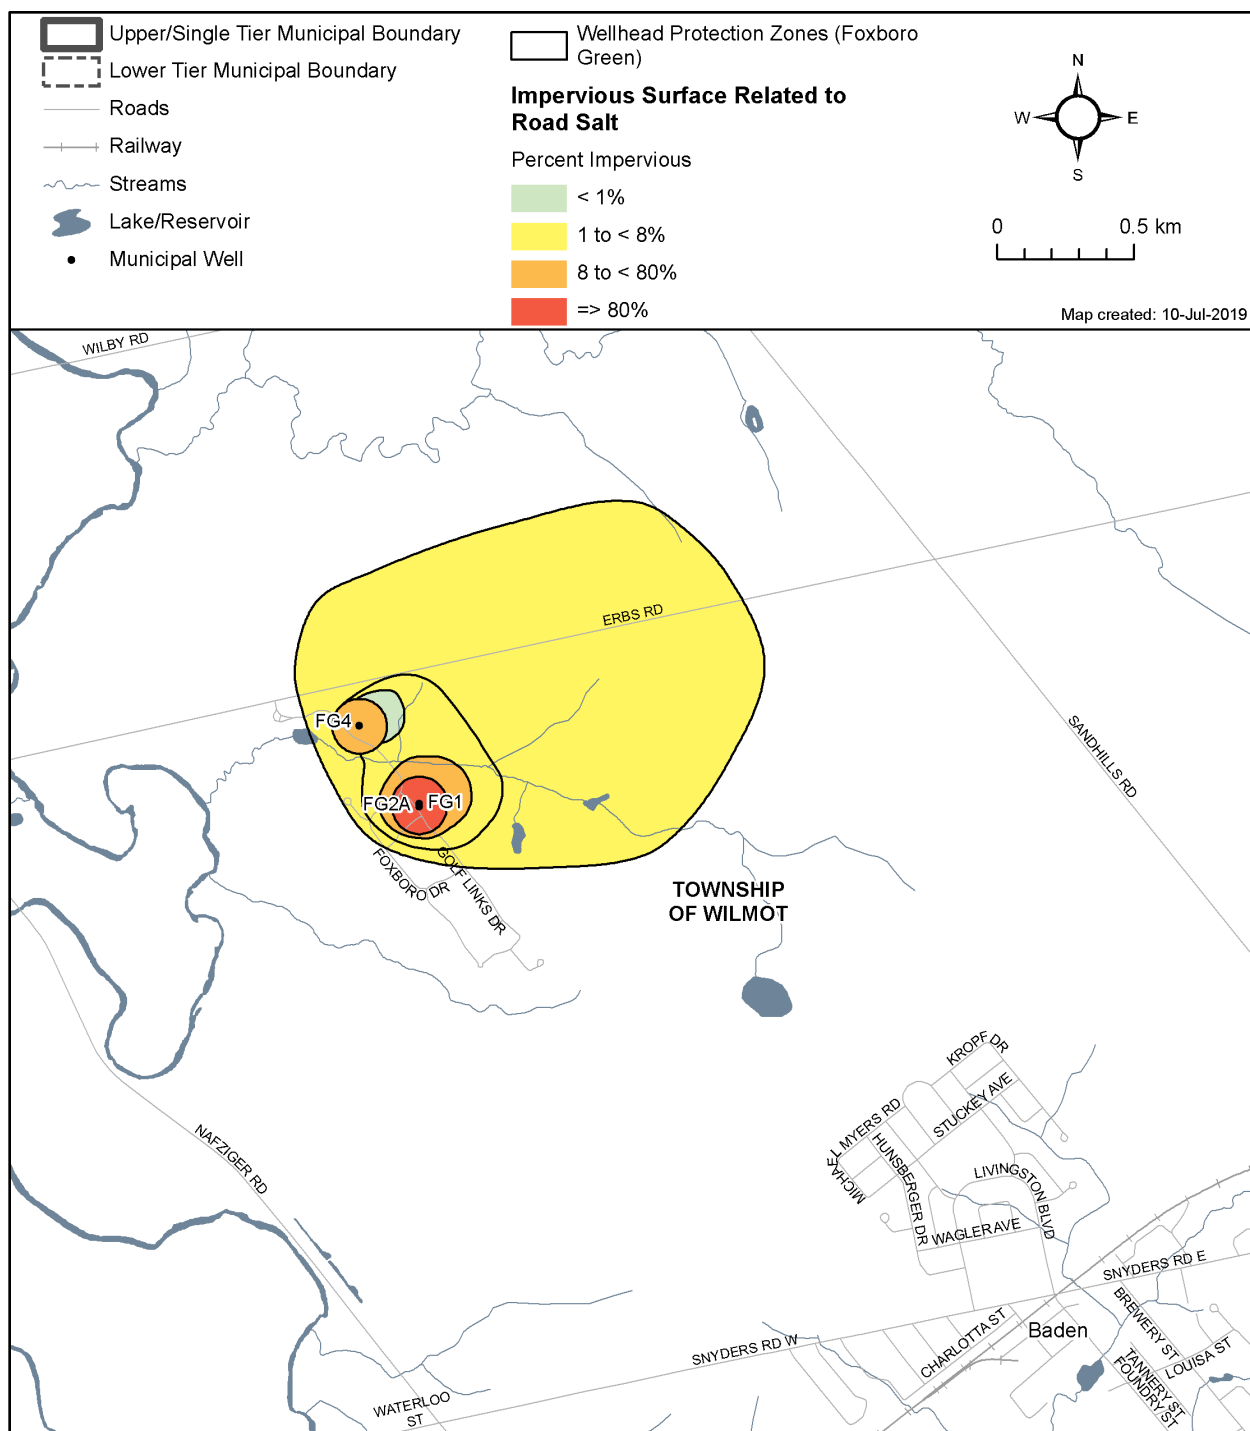 Upper/Single Tier Municipal Boundary
Lower Tier Municipal Boundary
Roads
Railway
Streams
Lake/Reservoir
Municipal Well
Wellhead Protection Zones (Foxboro
Green)
Impervious Surface Related to
Road Salt
Percent Impervious
< 1%
1 to < 8%
8 to < 80%
=> 80%
N
W
E
S
0
0.5 km
Map created: 10-Jul-2019
WILBY RD
ERBS RD
SANDHILLS RD
FG4
FG2A
FG1
FOXBORO DR
GOLF LINKS DR
TOWNSHIP
OF WILMOT
NAFZIGER RD
KROPF DR
STUCKEY AVE
MICHAEL MYERS RD
HUNSBERGER DR
LIVINGSTON BLVD
WAGLER AVE
SNYDERS RD E
BREWERY ST
Baden
CHARLOTTA ST
SNYDERS RD W
LOUISA ST
TANNERY ST
FOUNDRY ST
WATERLOO
ST